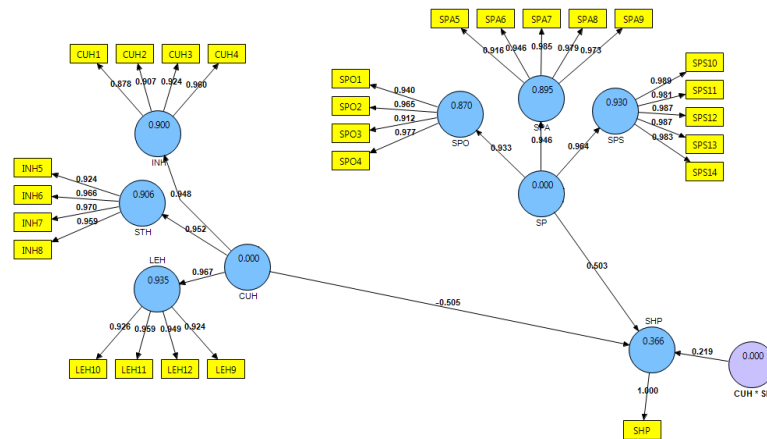 SPA5 SPA6 SPA7 SPA8 SPA9
0.916 0.946 0.985 0.979 0.973
CUH1 CUH2 CUH3 CUH4
0.878 0.907 0.924 0.960
0.900
INH
SPO1
SPO2
SPO3
SPO4
0.940
0.965
0.912
0.977
0.870
SPO
0.895
SPA
0.930
SPS
SPS10
SPS11
SPS12
SPS13
SPS14
0.989
0.981
0.987
0.987
0.983
0.933
0.946
0.964
0.000
SP
INH5
INH6
INH7
INH8
0.924
0.966
0.970
0.959
0.906
STH
0.948
0.952
0.967
0.000
CUH
LEH
0.935
0.926 0.959 0.949 0.924
LEH10 LEH11 LEH12 LEH9
-0.505
0.503
SHP
0.366
0.219
0.000
CUH * S
1.000
SHP